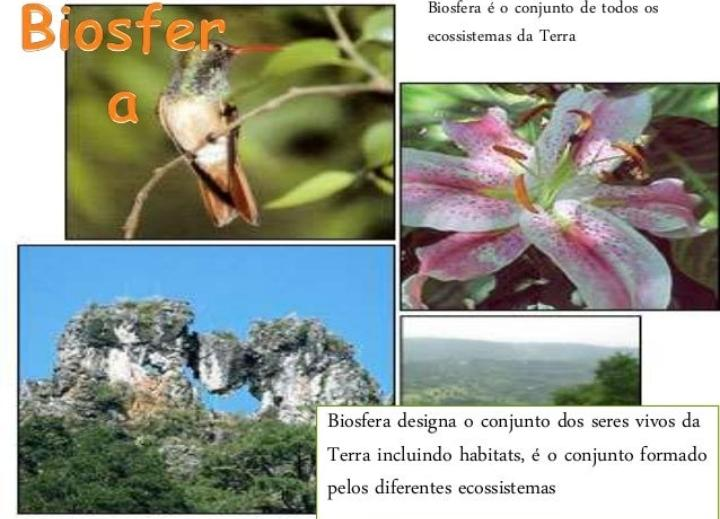 Biosfer
a
Biosfera é o conjunto de todos os
ecossistemas da Terra
Biosfera designa o conjunto dos seres vivos da
Terra incluindo habitats, é o conjunto formado
pelos diferentes ecossistemas